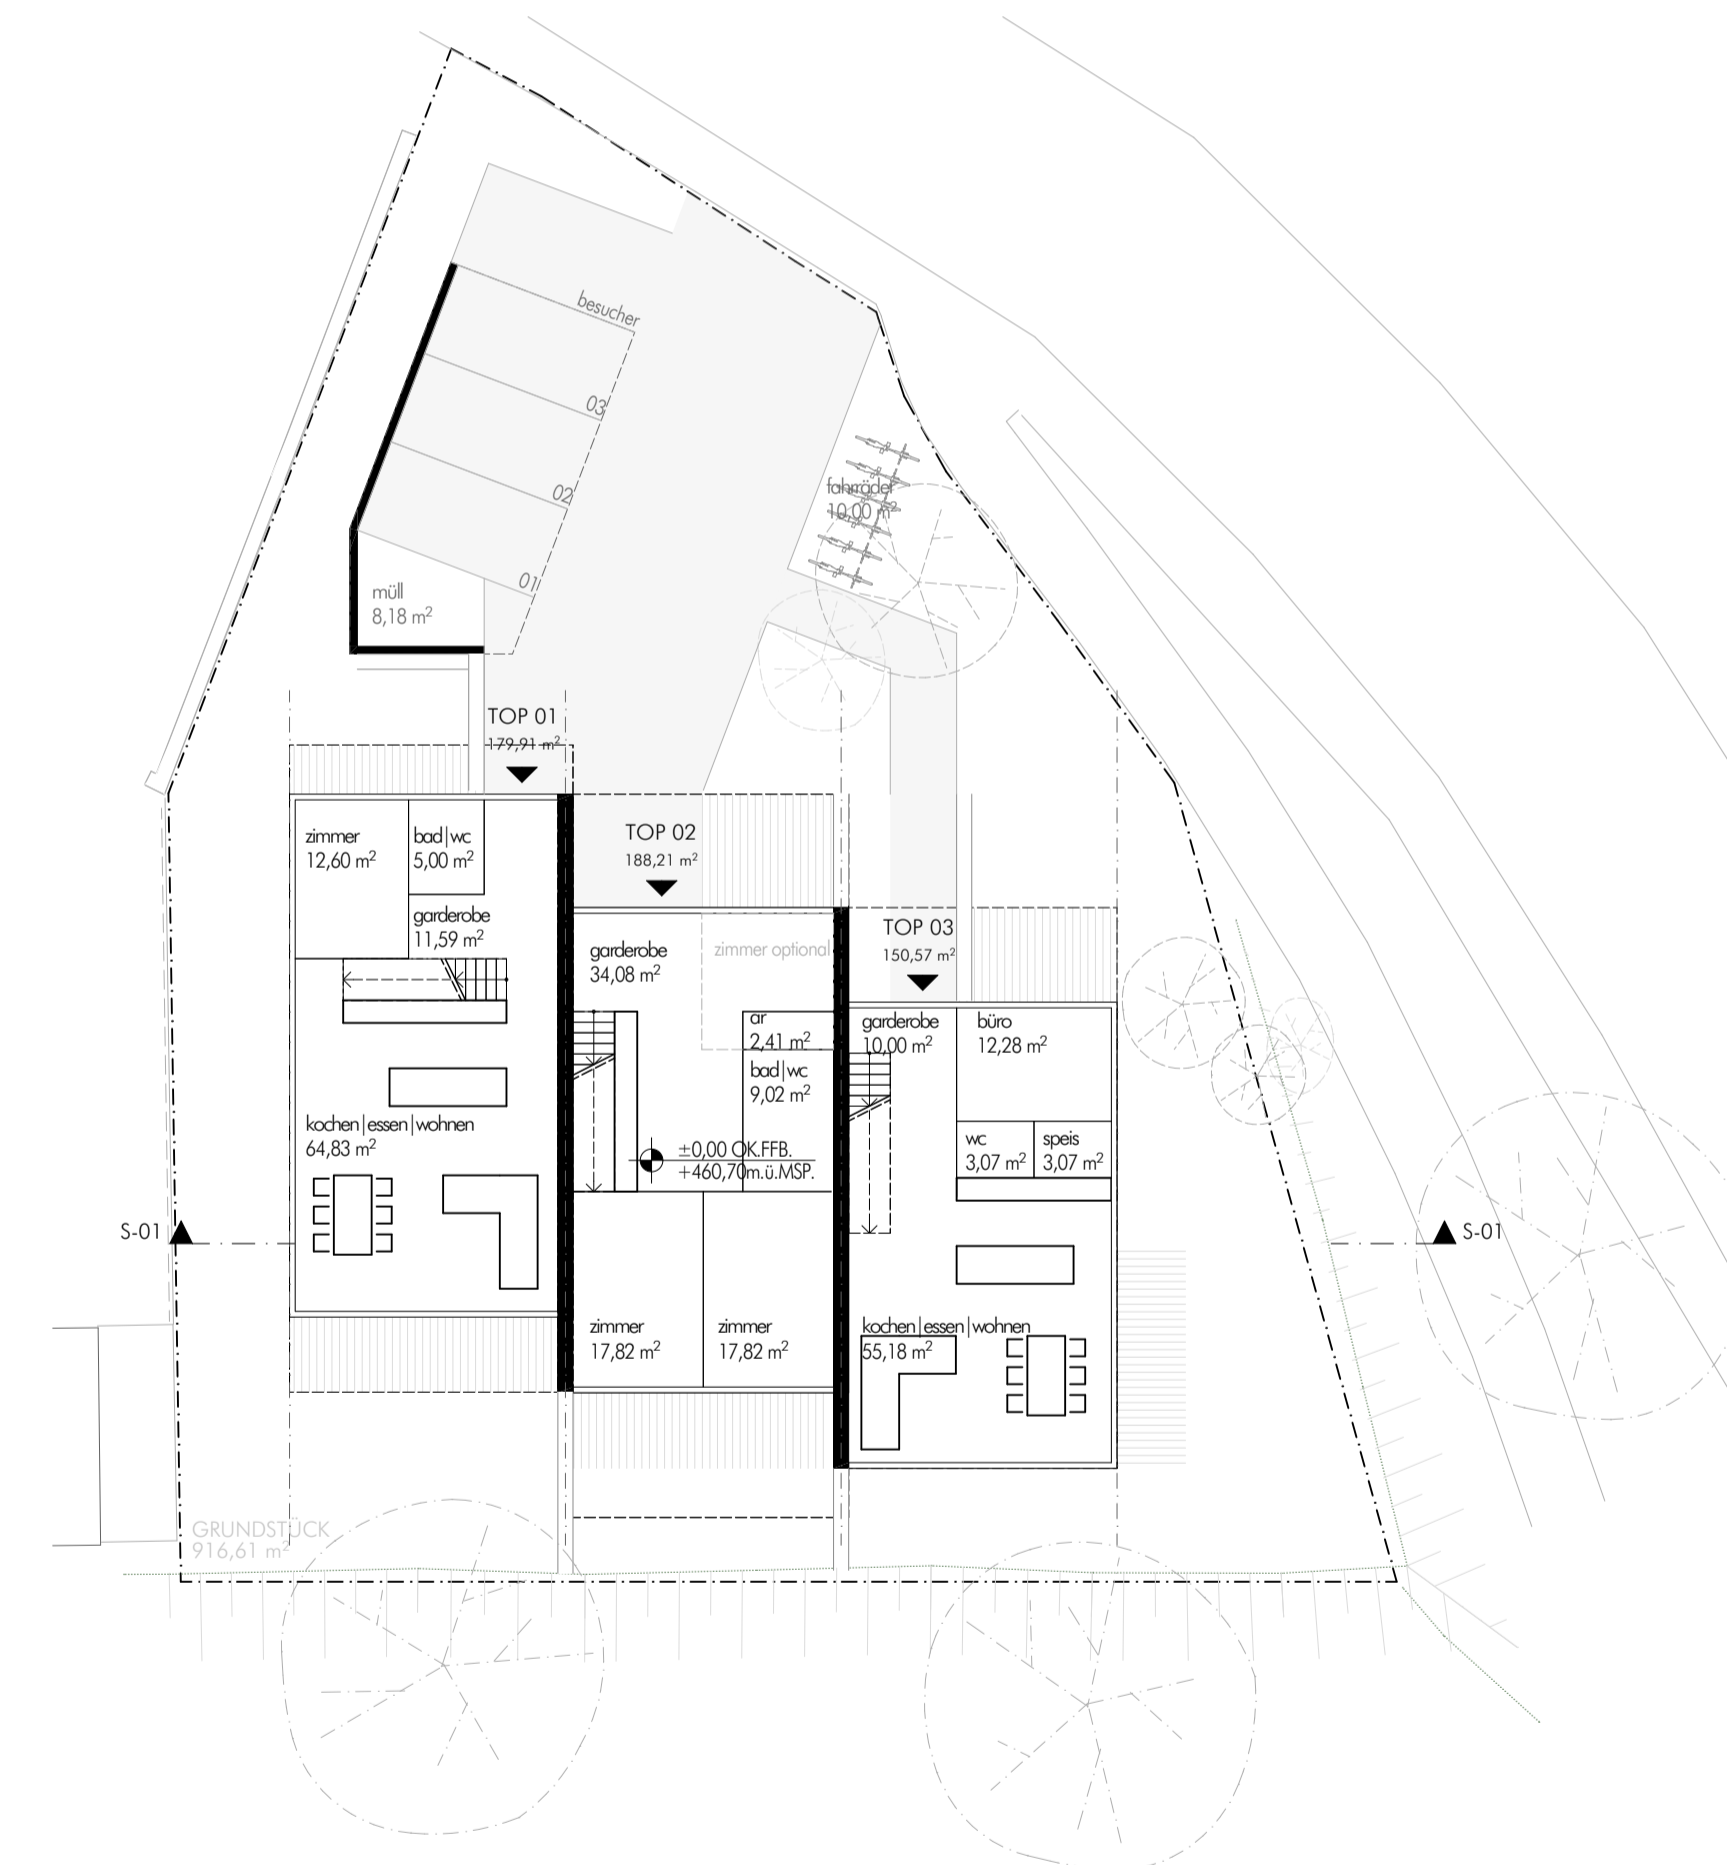 besucher
03
02
01
fahrräder
10,00 m²
müll
8,18 m²
TOP 01
179,91 m²
TOP 02
188,21 m²
TOP 03
150,57 m²
zimmer
12,60 m²
bad|wc
5,00 m²
garderobe
11,59 m²
kochen|essen|wohnen
64,83 m²
garderobe
34,08 m²
zimmer optional
ar
2,41 m²
bad|wc
9,02 m²
±0,00 OK.FFB.
+460,70m.ü.MSP.
zimmer
17,82 m²
zimmer
17,82 m²
garderobe
10,00 m²
büro
12,28 m²
wc
3,07 m²
speis
3,07 m²
kochen|essen|wohnen
55,18 m²
S-01
S-01
GRUNDSTÜCK
916,61 m²